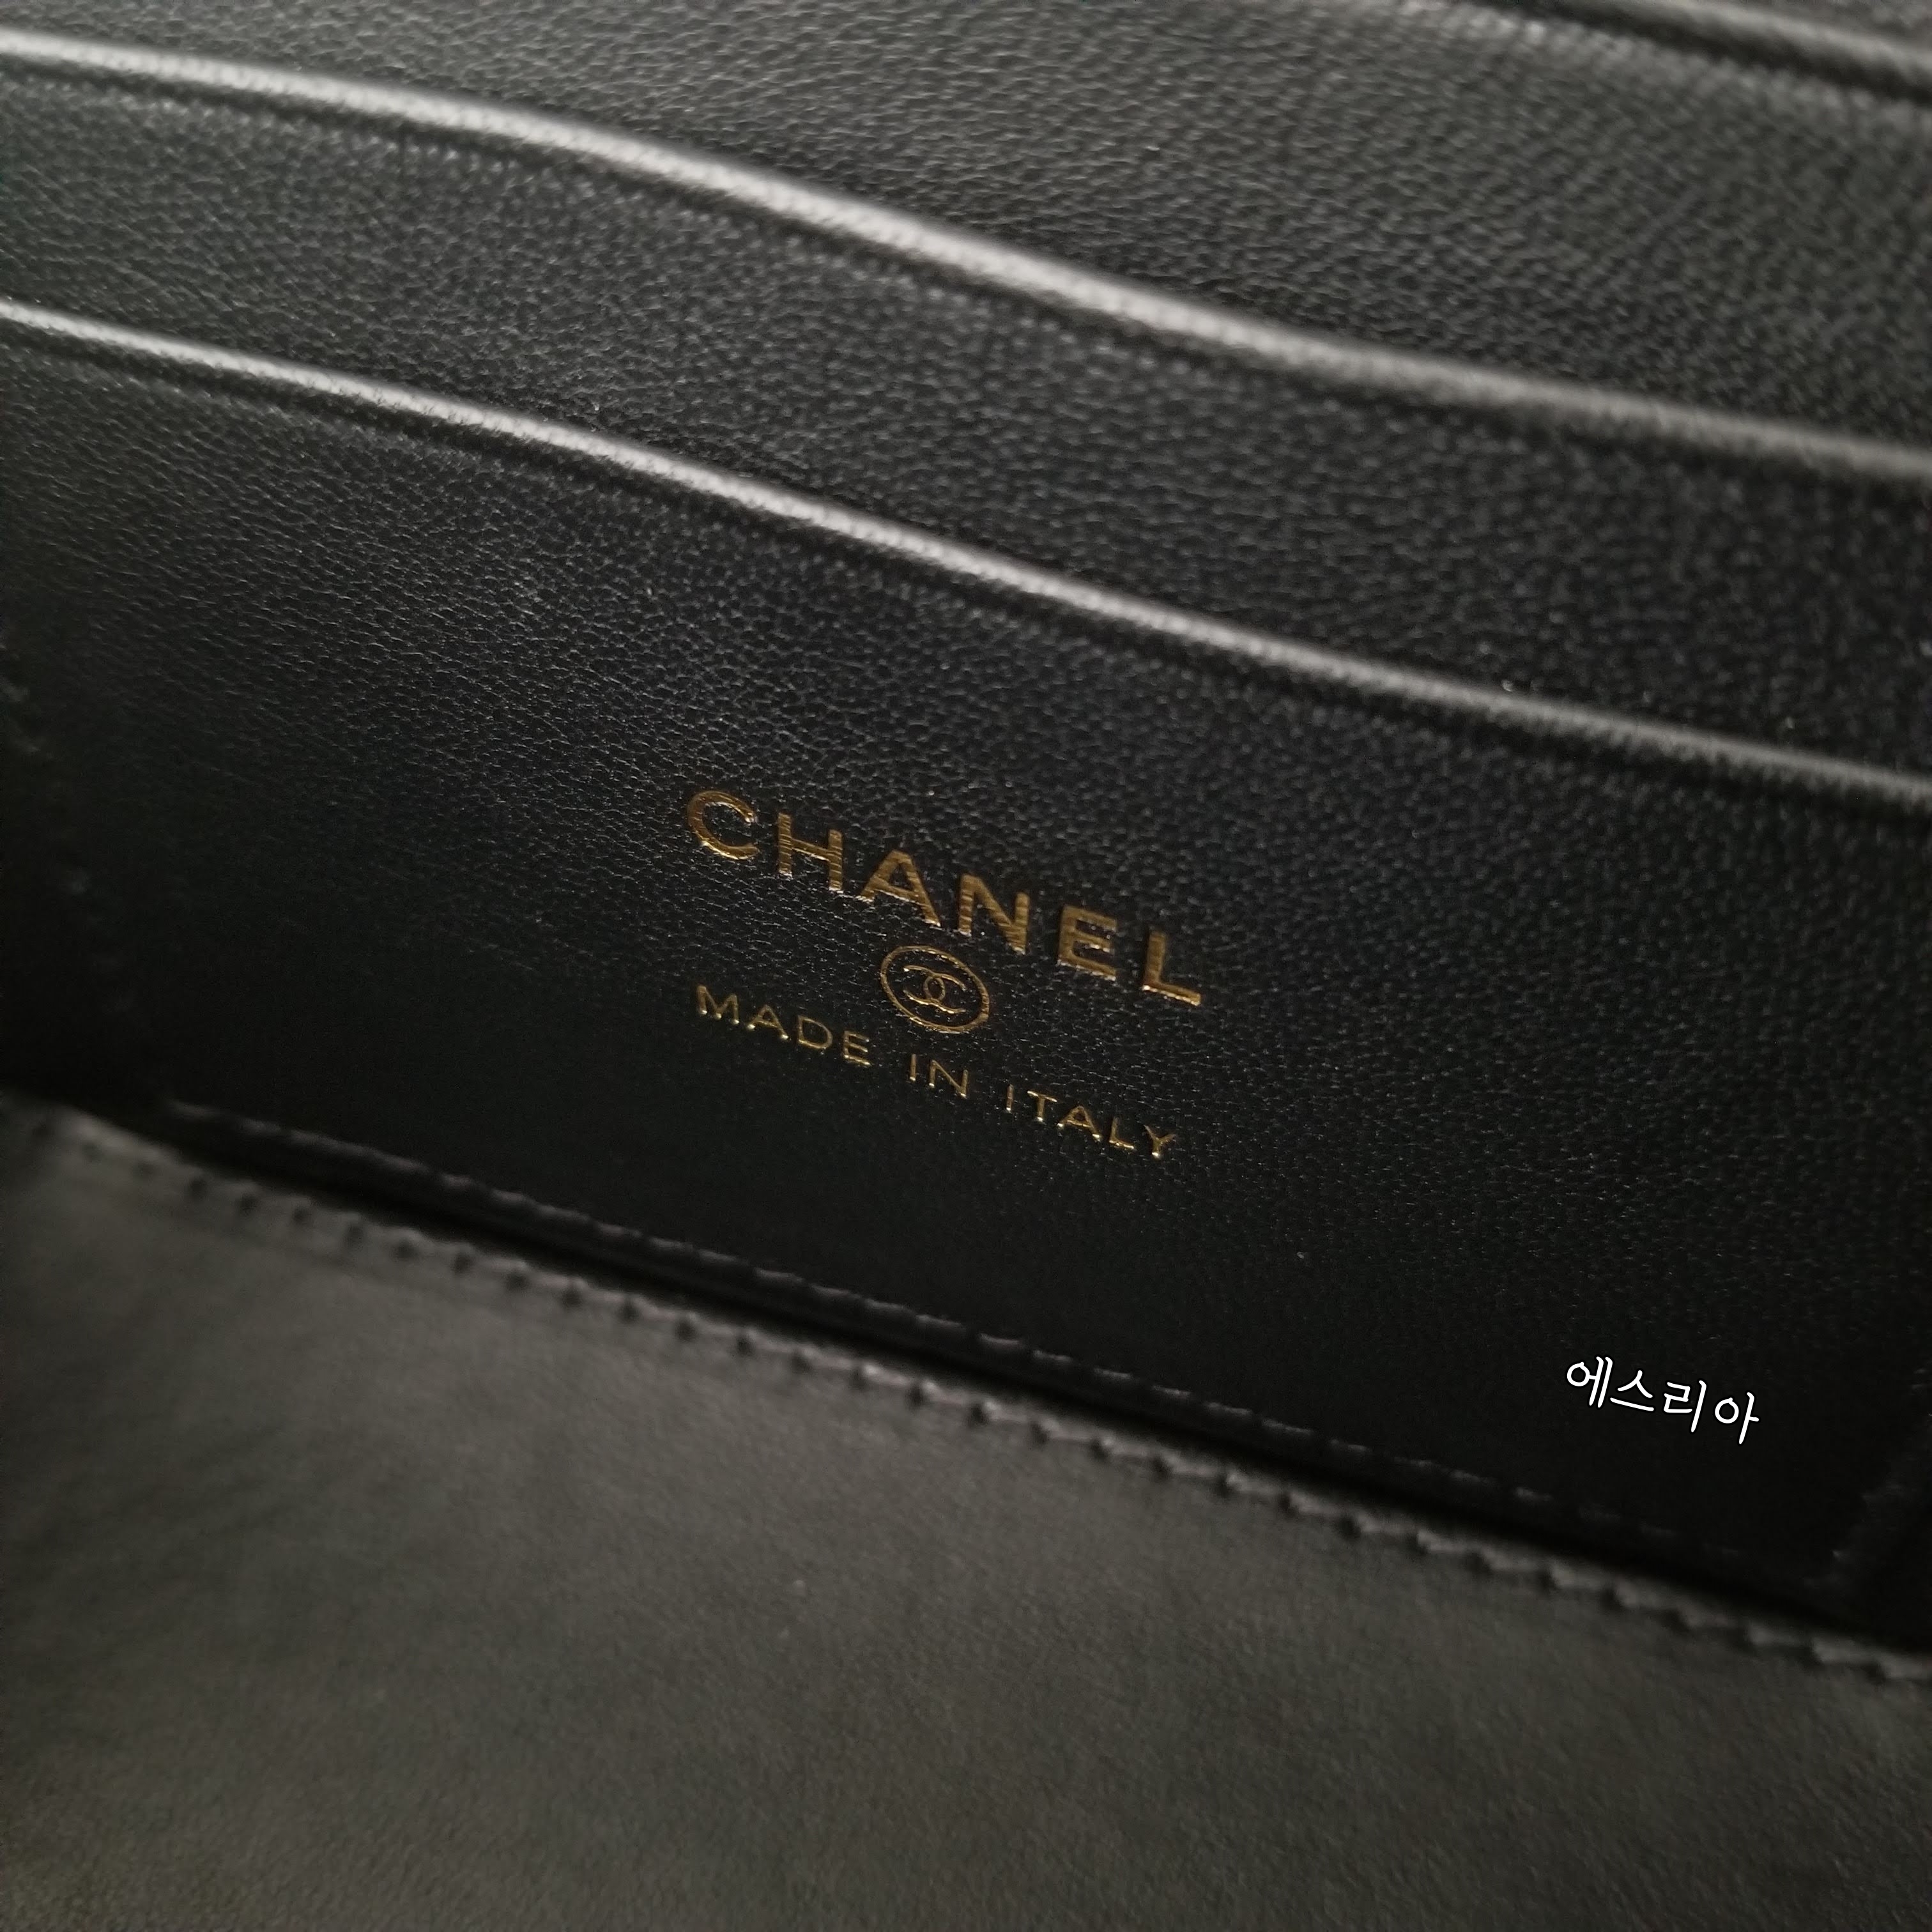 CHANEL
MADE IN ITALY
에스리아